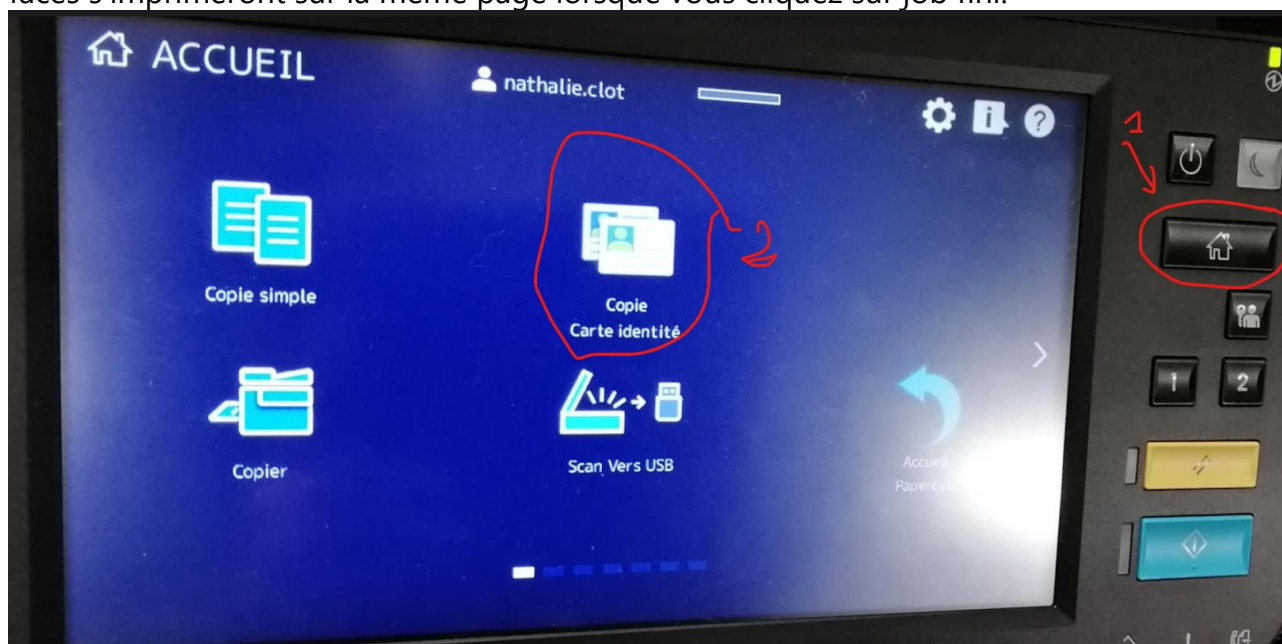 faces s'imprimeront sur la même page lorsque vous cliquez sur job fini.
ACCUEIL
nathalie.clot
i
?
1
Copie simple
Copie
Carte identité
2
Copier
Scan Vers USB
Accueil
Papercut
1
2